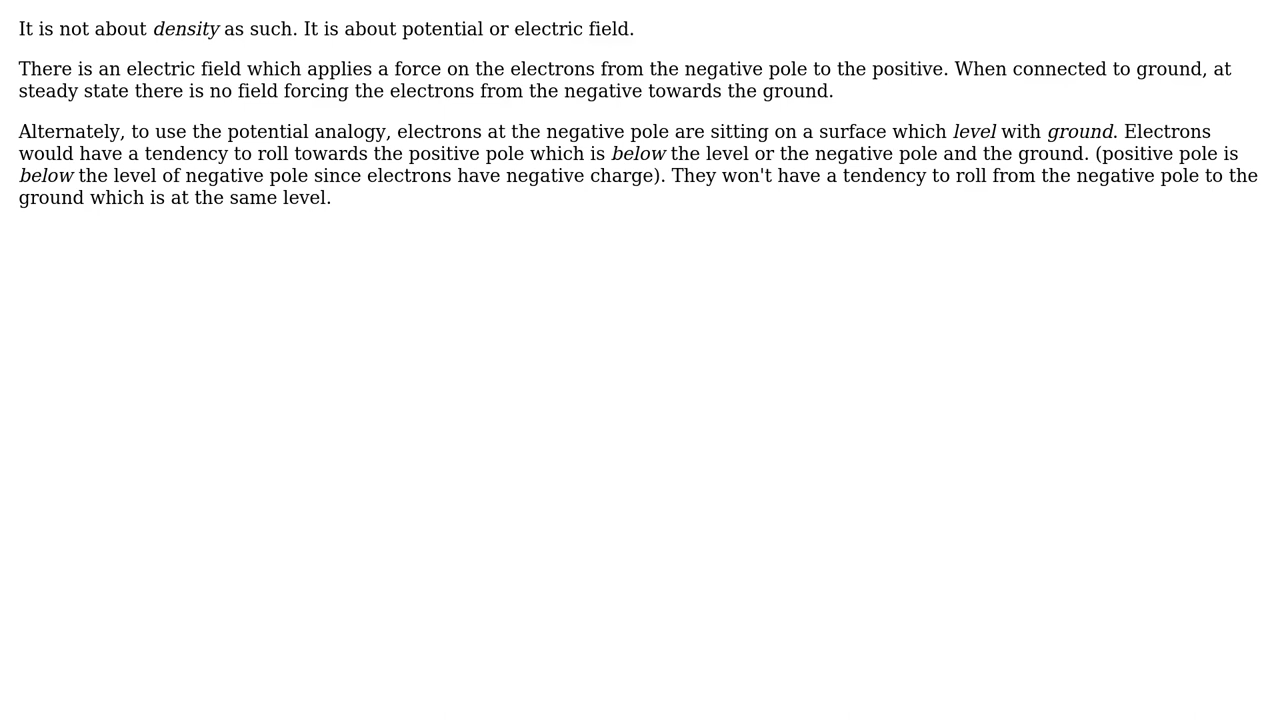 It is not about density as such. It is about potential or electric field.
There is an electric field which applies a force on the electrons from the negative pole to the positive. When connected to ground, at
steady state there is no field forcing the electrons from the negative towards the ground.
Alternately, to use the potential analogy, electrons at the negative pole are sitting on a surface which level with ground. Electrons
would have a tendency to roll towards the positive pole which is below the level or the negative pole and the ground. (positive pole is
below the level of negative pole since electrons have negative charge). They won't have a tendency to roll from the negative pole to the
ground which is at the same level.